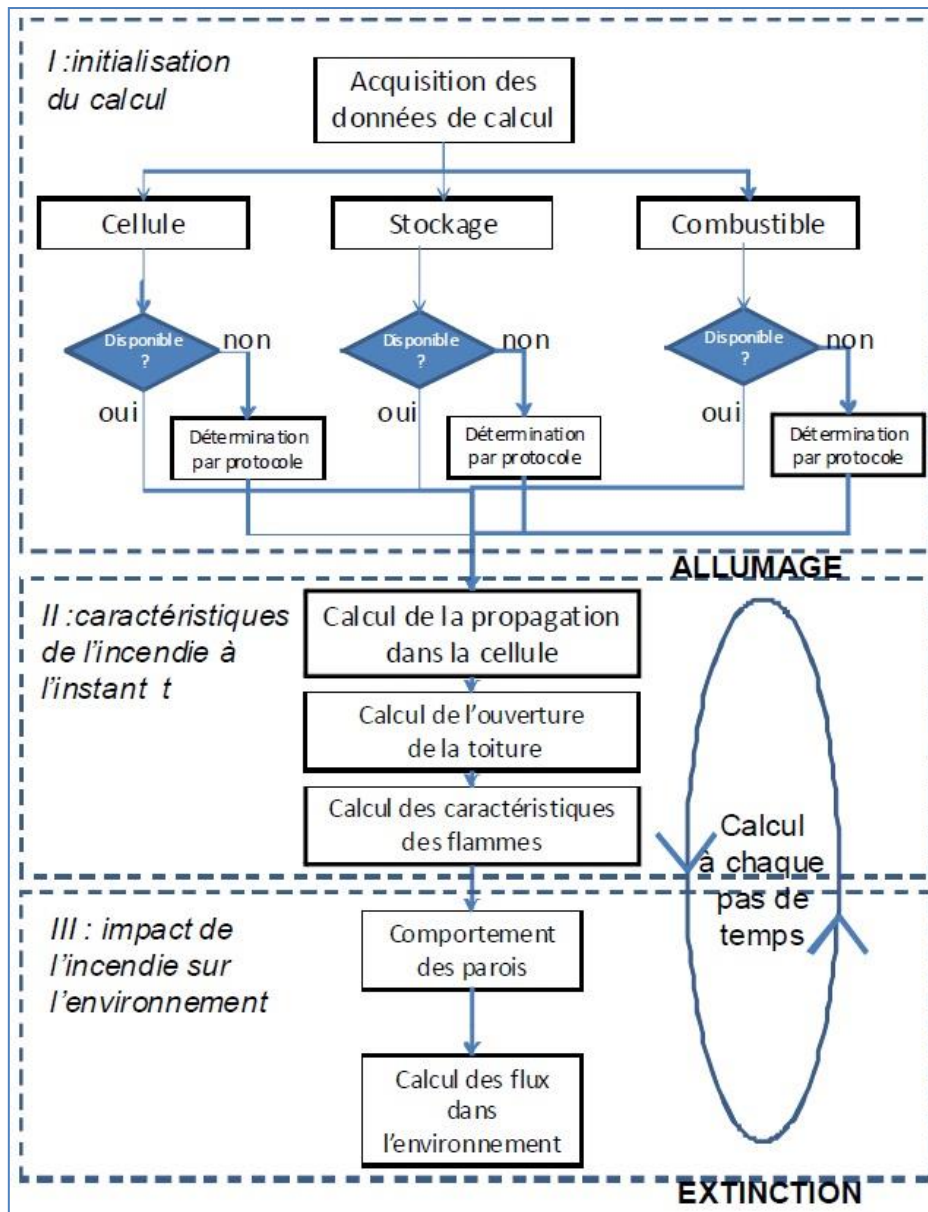 I :initialisation
du calcul
Acquisition des
données de calcul
Cellule
Stockage
Combustible
Disponible
?
non
oui
Détermination
par protocole
Disponible
?
non
oui
Détermination
par protocole
Disponible
?
non
oui
Détermination
par protocole
ALLUMAGE
II :caractéristiques
de l'incendie à
l'instant t
Calcul de la propagation
dans la cellule
Calcul de l'ouverture
de la toiture
Calcul des caractéristiques
des flammes
Calcul
à chaque
pas de
temps
III : impact de
l'incendie sur
l'environnement
Comportement
des parois
Calcul des flux
dans
l'environnement
EXTINCTION